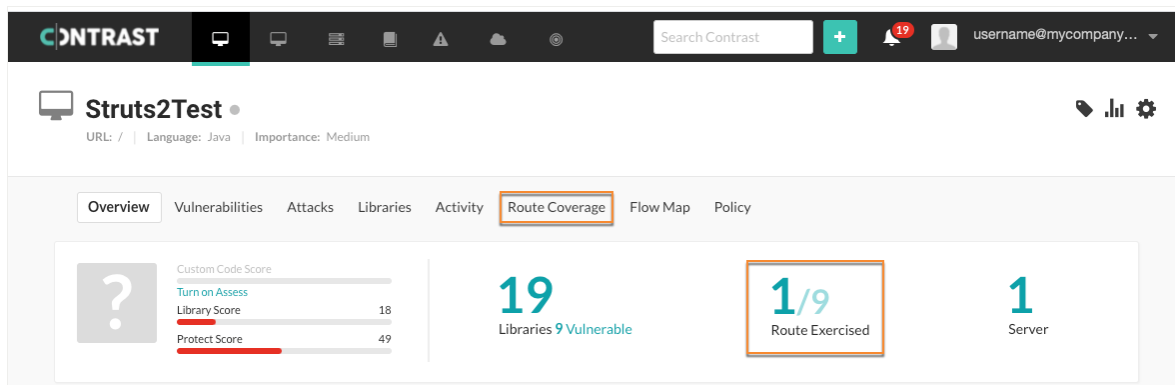 CONTRAST
Search Contrast
+
19
username@mycompany...
Struts2Test
URL: / | Language: Java | Importance: Medium
Overview Vulnerabilities Attacks Libraries Activity Route Coverage Flow Map Policy
?
Custom Code Score
Turn on Assess
Library Score 18
Protect Score 49
19
Libraries 9 Vulnerable
1/9
Route Exercised
1
Server